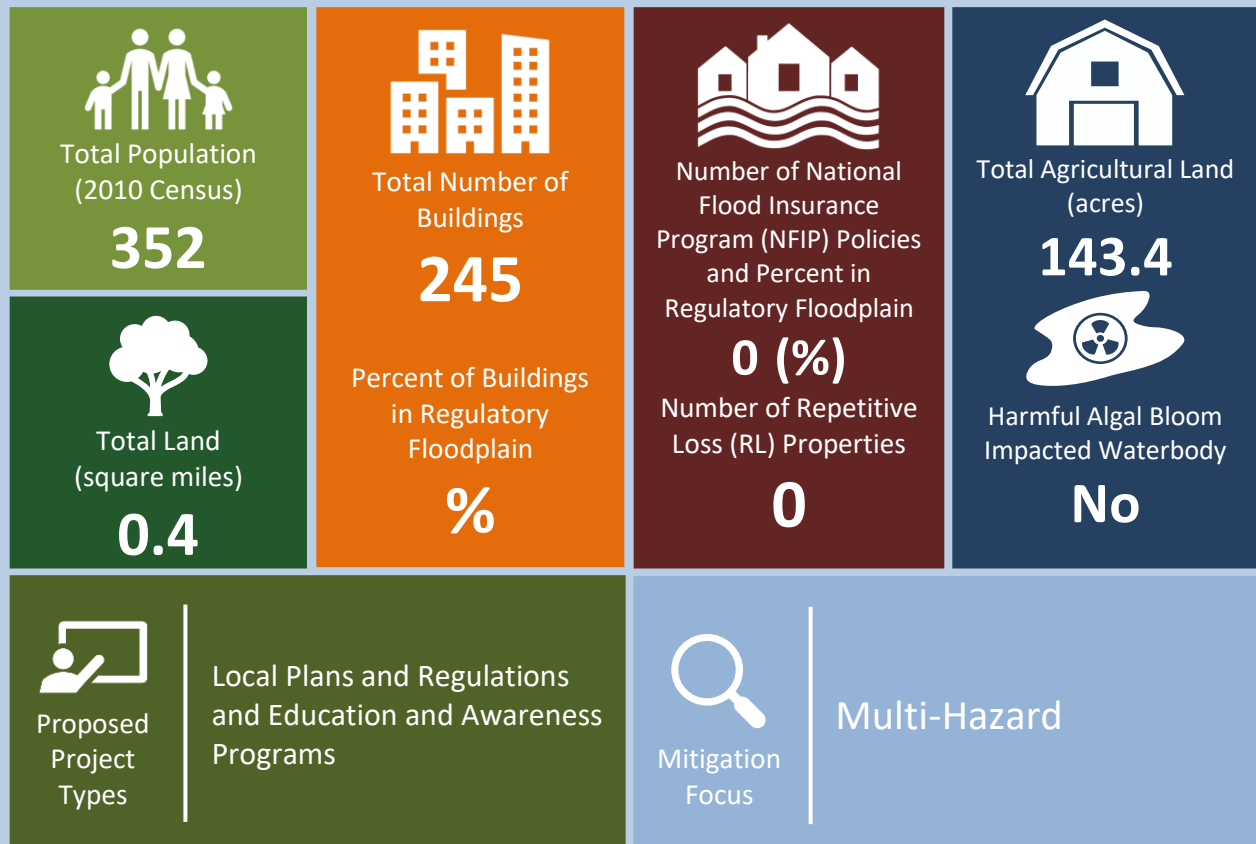 Total Population
(2010 Census)
352
Total Land
(square miles)
0.4
Total Number of
Buildings
245
Percent of Buildings
in Regulatory
Floodplain
%
Number of National
Flood Insurance
Program (NFIP) Policies
and Percent in
Regulatory Floodplain
0 (%)
Number of Repetitive
Loss (RL) Properties
0
Total Agricultural Land
(acres)
143.4
Harmful Algal Bloom
Impacted Waterbody
No
Proposed
Project
Types
Local Plans and Regulations
and Education and Awareness
Programs
Mitigation
Focus
Multi-Hazard